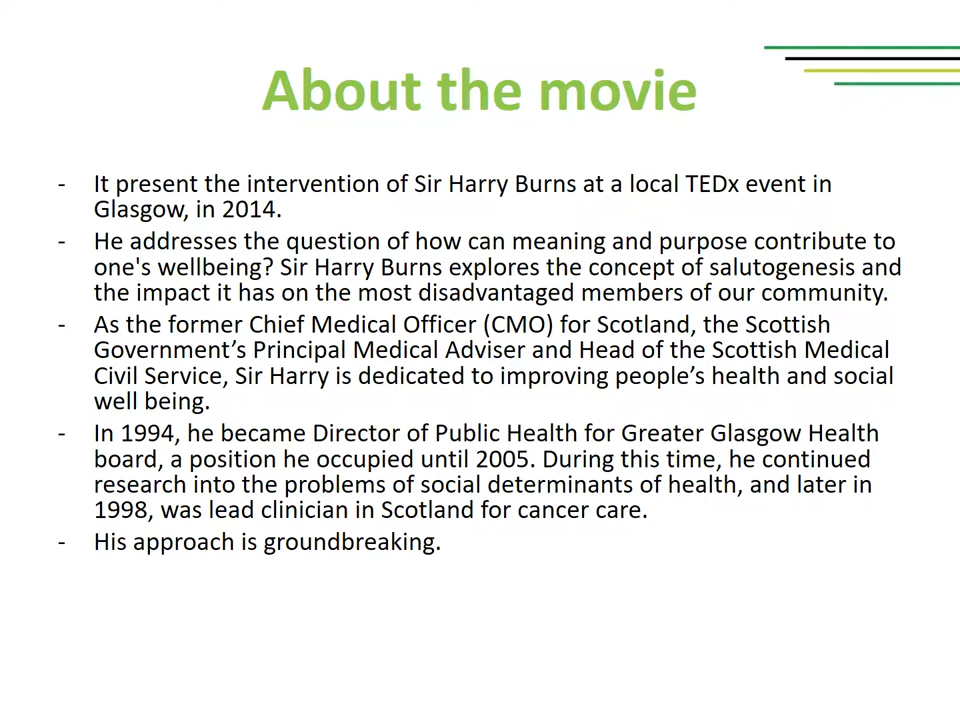 About the movie
- It present the intervention of Sir Harry Burns at a local TEDx event in
Glasgow, in 2014.
- He addresses the question of how can meaning and purpose contribute to
one's wellbeing? Sir Harry Burns explores the concept of salutogenesis and
the impact it has on the most disadvantaged members of our community.
- As the former Chief Medical Officer (CMO) for Scotland, the Scottish
Government’s Principal Medical Adviser and Head of the Scottish Medical
Civil Service, Sir Harry is dedicated to improving people’s health and social
well being.
- In 1994, he became Director of Public Health for Greater Glasgow Health
board, a position he occupied until 2005. During this time, he continued
research into the problems of social determinants of health, and later in
1998, was lead clinician in Scotland for cancer care.
- His approach is groundbreaking.